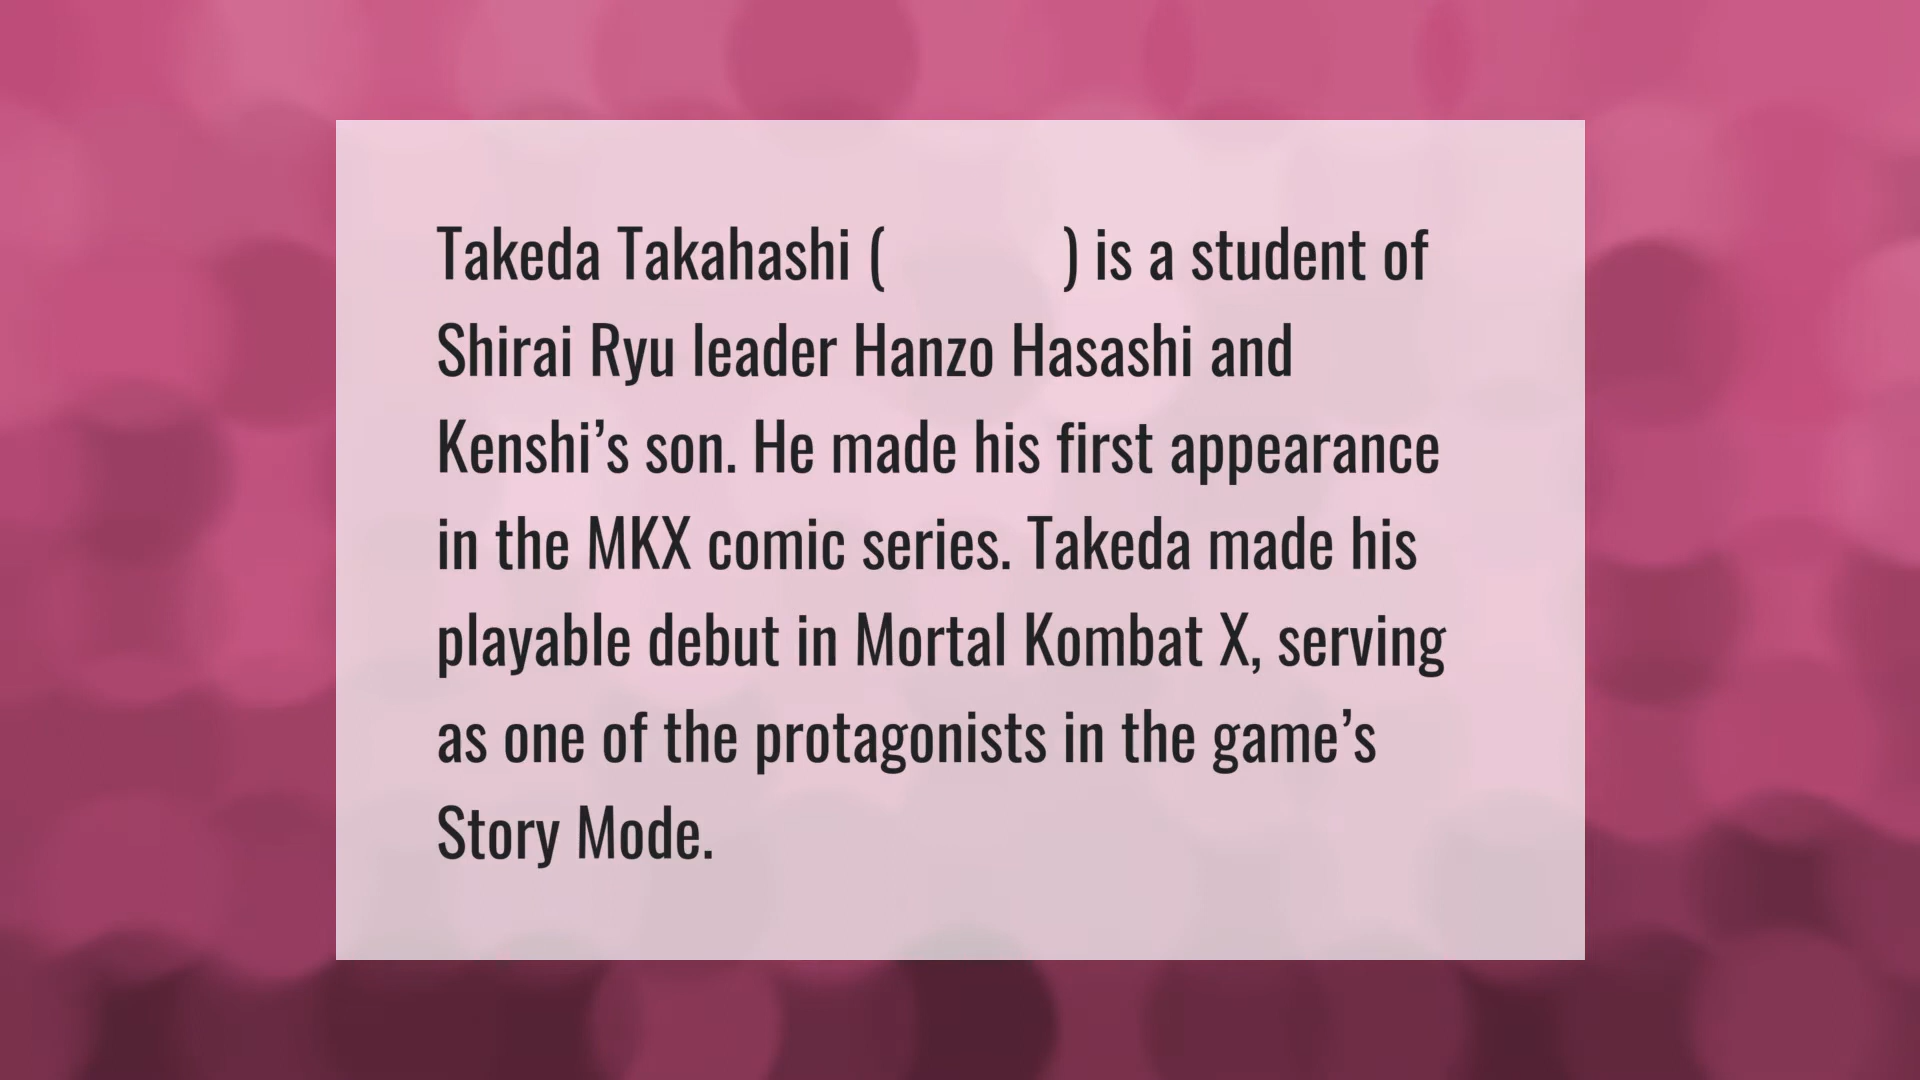 Takeda Takahashi ( ) is a student of
Shirai Ryu leader Hanzo Hasashi and
Kenshi’s son. He made his first appearance
in the MKX comic series. Takeda made his
playable debut in Mortal Kombat X, serving
as one of the protagonists in the game’s
Story Mode.